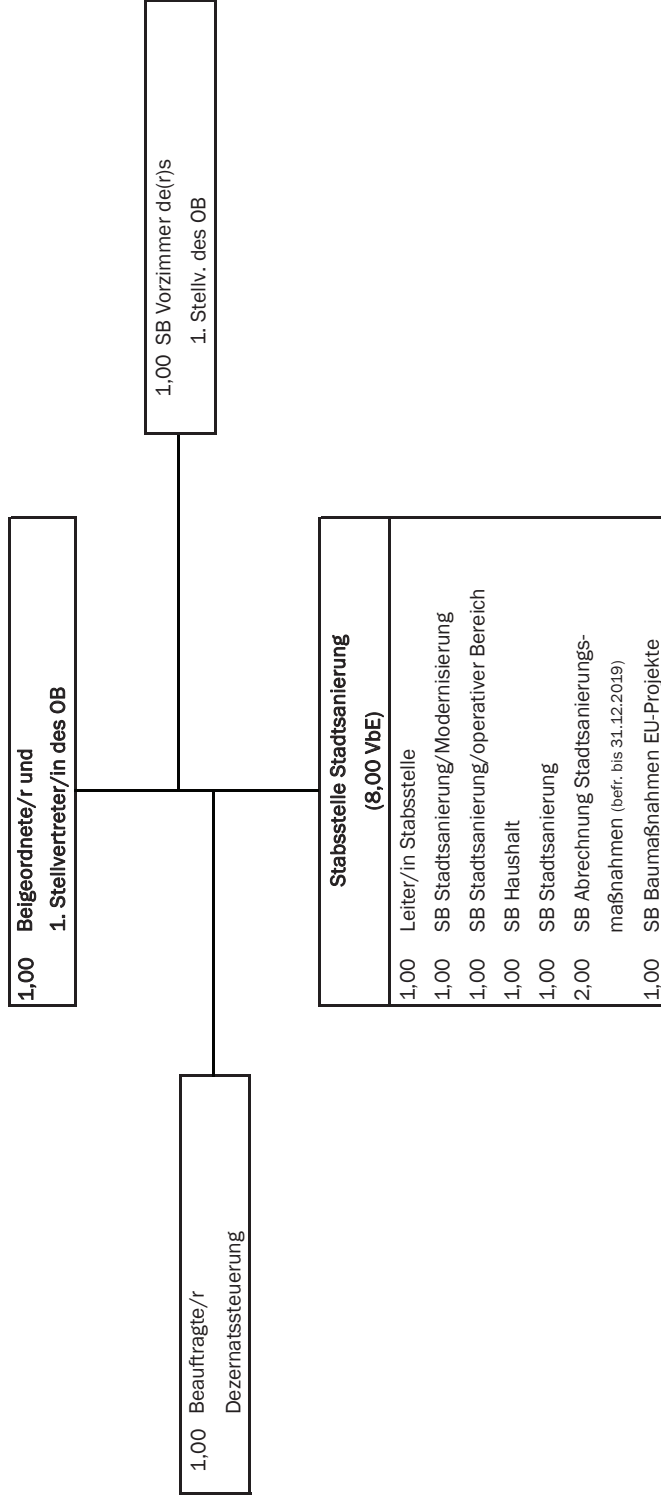 1,00 Beigeordnete/r und
1. Stellvertreter/in des OB
1,00 SB Vorzimmer de(r)s
1. Stellv. des OB
1,00 Beauftragte/r
Dezernatssteuerung
Stabsstelle Stadtsanierung
(8,00 VbE)
1,00 Leiter/in Stabsstelle
1,00 SB Stadtsanierung/Modernisierung
1,00 SB Stadtsanierung/operativer Bereich
1,00 SB Haushalt
1,00 SB Stadtsanierung
2,00 SB Abrechnung Stadtsanierungs-
maßnahmen (befr. bis 31.12.2019)
1,00 SB Baumaßnahmen EU-Projekte